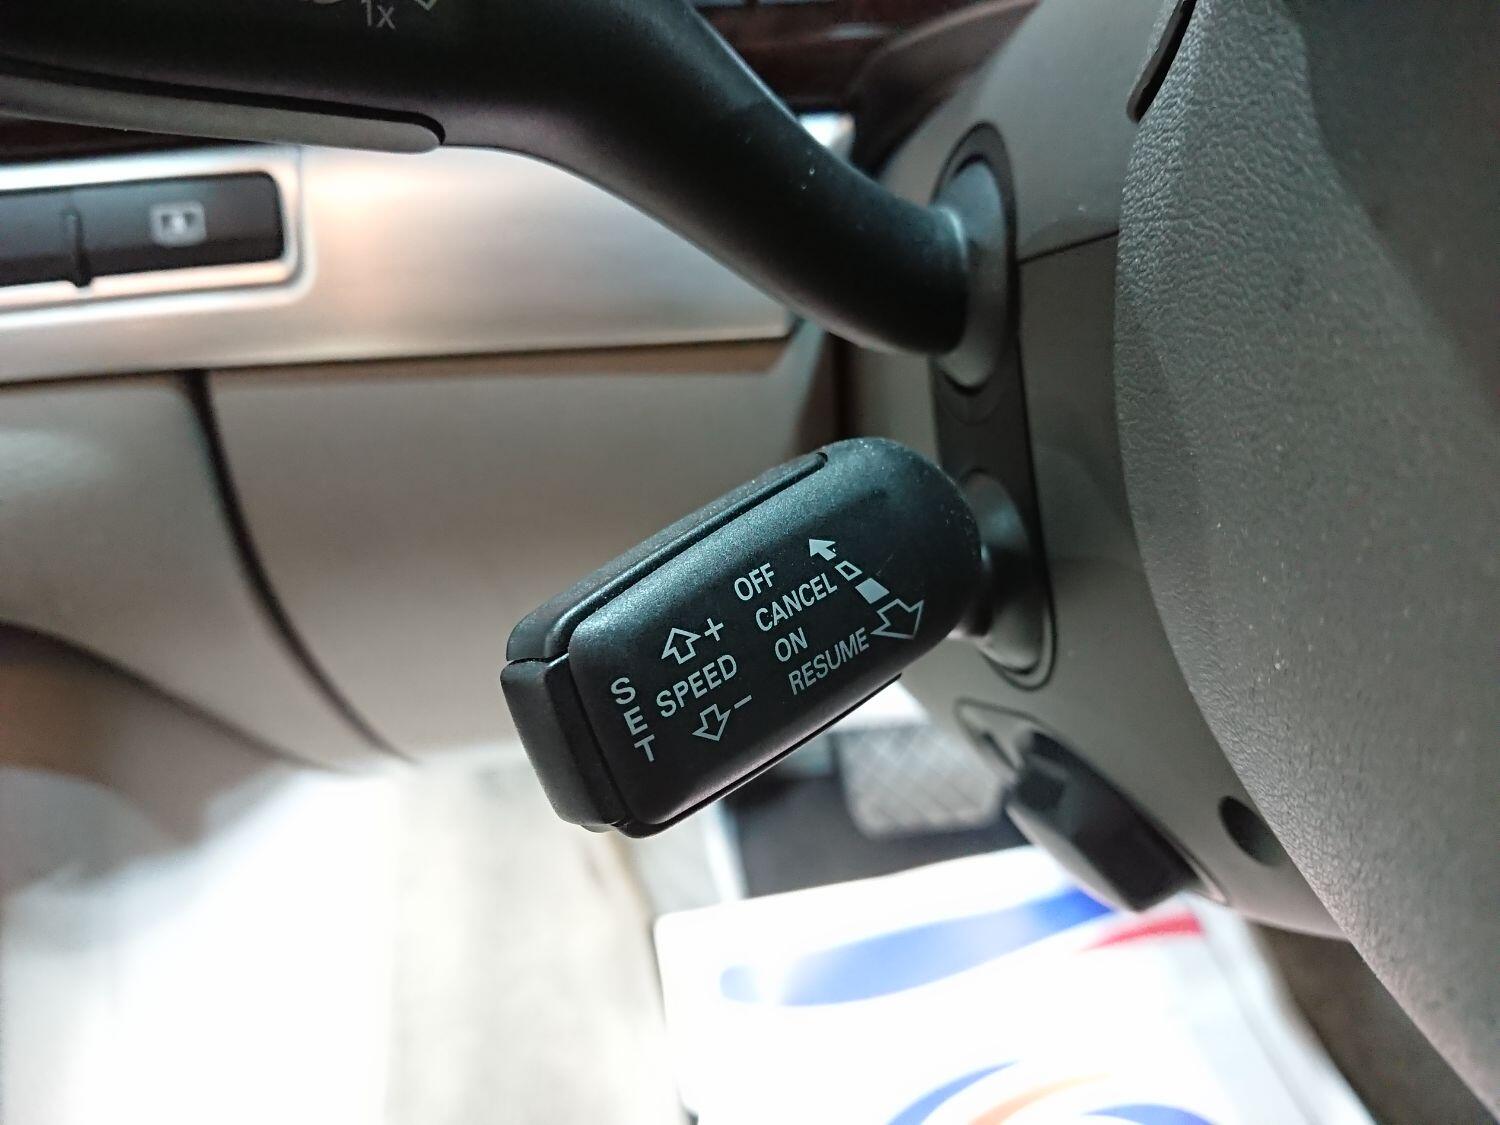 1x
OFF
CANCEL
ON
RESUME
+
SPEED
−
SET